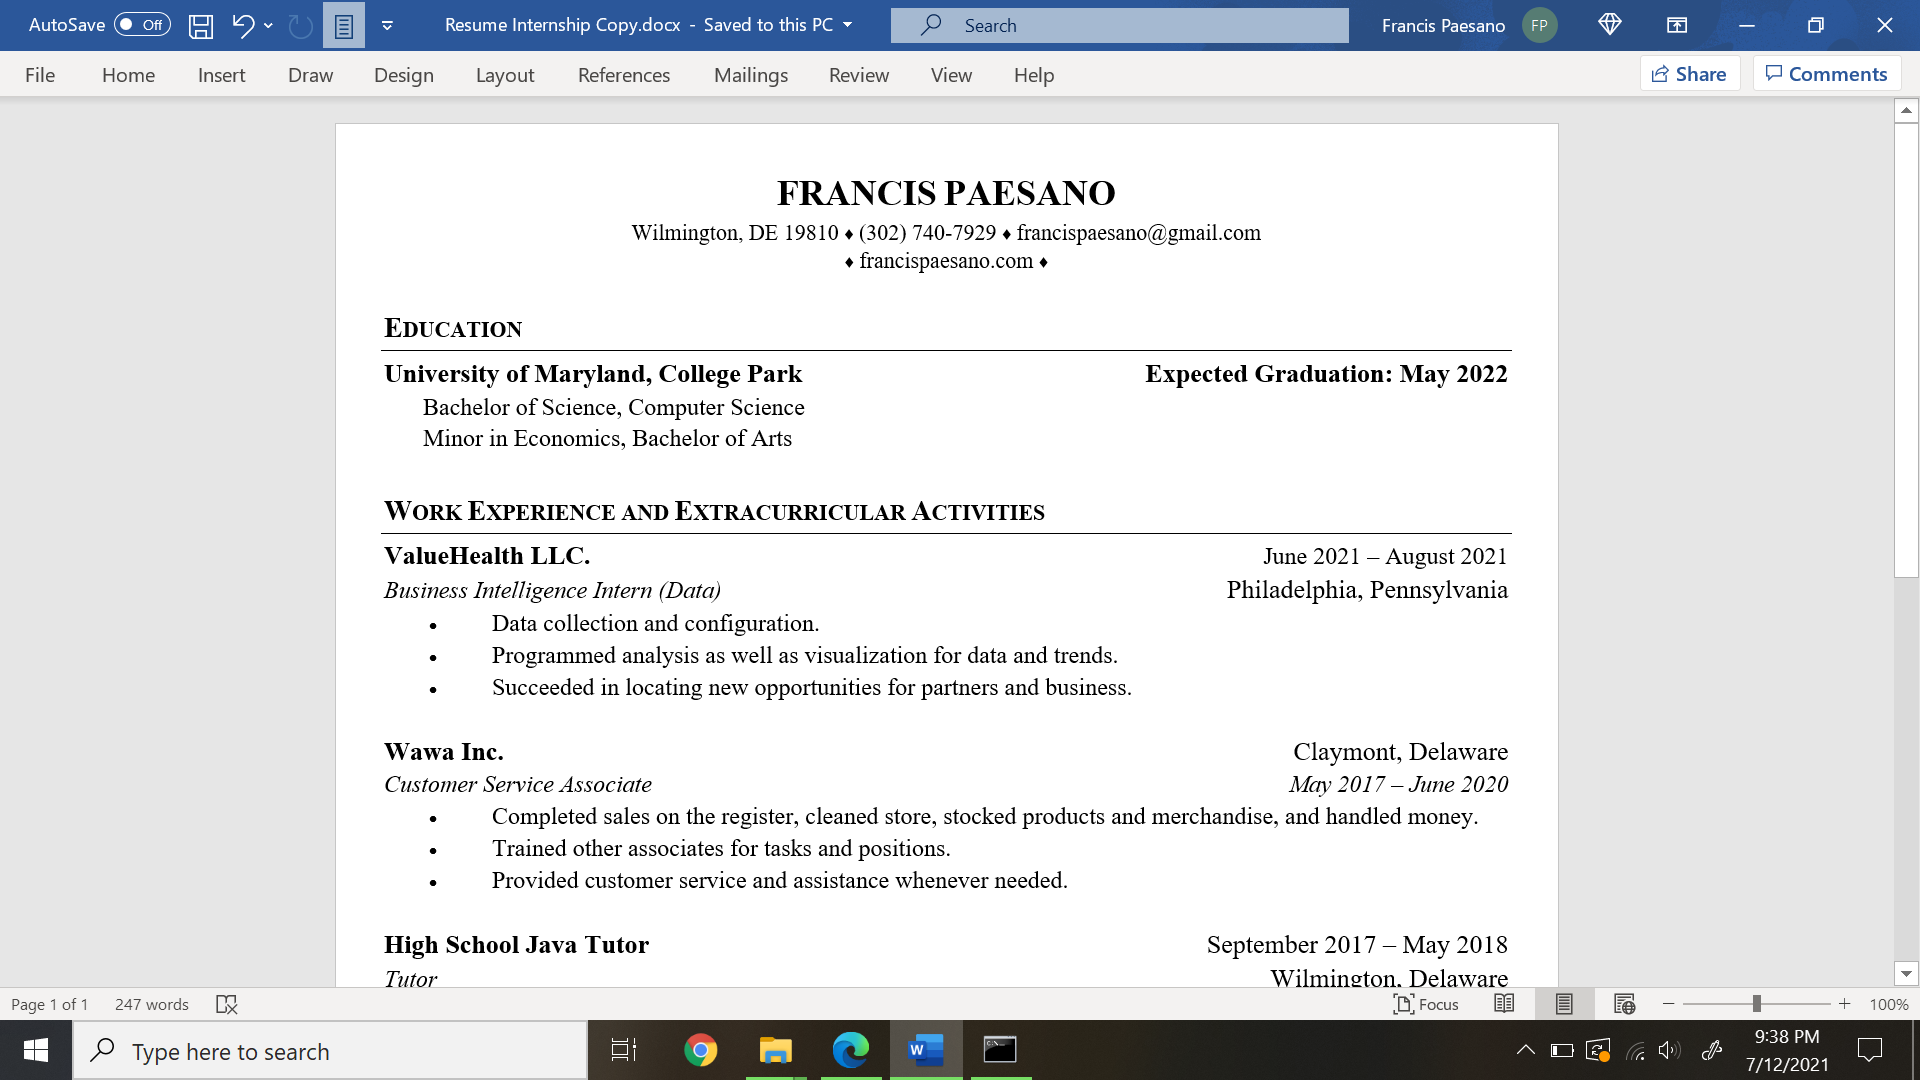 AutoSave Off Resume Internship Copy.docx - Saved to this PC Search Francis Paesano FP
File Home Insert Draw Design Layout References Mailings Review View Help Share Comments
FRANCIS PAESANO
Wilmington, DE 19810 ♦ (302) 740-7929 ♦ francispaesano@gmail.com
♦ francispaesano.com ♦
EDUCATION
University of Maryland, College Park Expected Graduation: May 2022
Bachelor of Science, Computer Science
Minor in Economics, Bachelor of Arts
WORK EXPERIENCE AND EXTRACURRICULAR ACTIVITIES
ValueHealth LLC. June 2021 – August 2021
Business Intelligence Intern (Data) Philadelphia, Pennsylvania
• Data collection and configuration.
• Programmed analysis as well as visualization for data and trends.
• Succeeded in locating new opportunities for partners and business.
Wawa Inc. Claymont, Delaware
Customer Service Associate May 2017 – June 2020
• Completed sales on the register, cleaned store, stocked products and merchandise, and handled money.
• Trained other associates for tasks and positions.
• Provided customer service and assistance whenever needed.
High School Java Tutor September 2017 – May 2018
Tutor Wilmington, Delaware
Page 1 of 1 247 words Focus 100%
Type here to search W C:\ 9:38 PM
7/12/2021